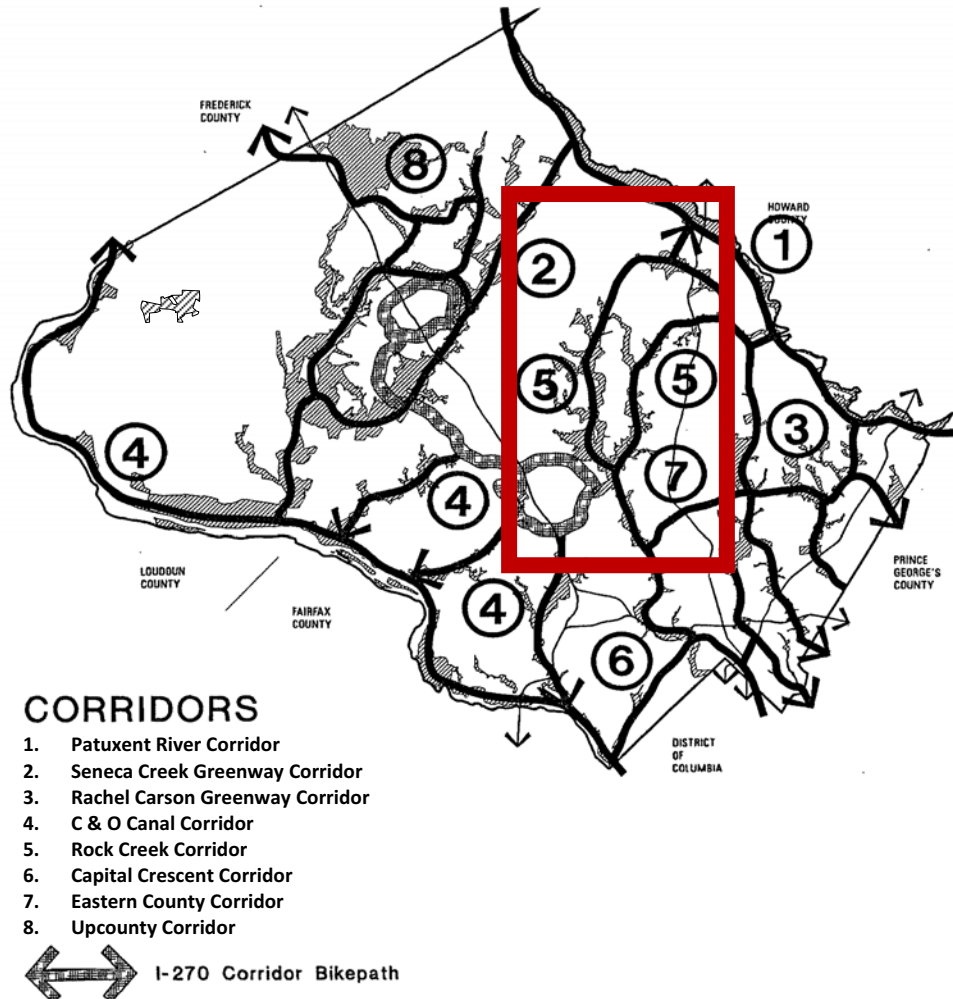 FREDERICK
COUNTY
8
HOWARD
COUNTY
1
2
5
5
3
4
7
4
PRINCE
GEORGE'S
COUNTY
LOUDOUN
COUNTY
FAIRFAX
COUNTY
4
6
DISTRICT
OF
COLUMBIA
CORRIDORS
1. Patuxent River Corridor
2. Seneca Creek Greenway Corridor
3. Rachel Carson Greenway Corridor
4. C & O Canal Corridor
5. Rock Creek Corridor
6. Capital Crescent Corridor
7. Eastern County Corridor
8. Upcounty Corridor
I-270 Corridor Bikepath